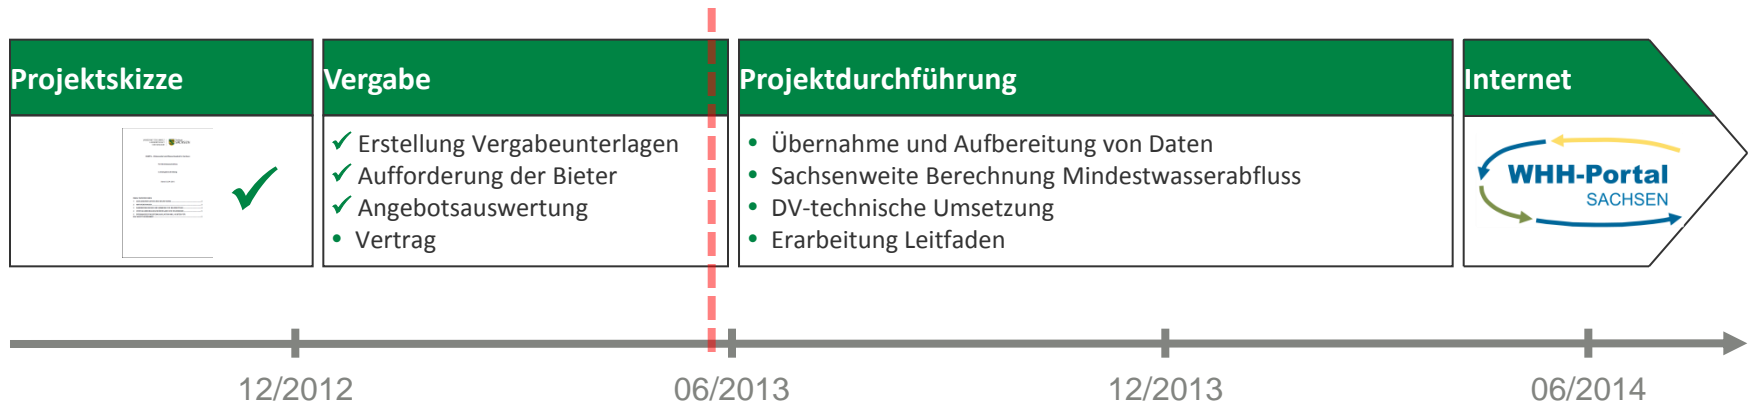 Projektskizze
Vergabe
Projektdurchführung
Internet
SACHSEN
Erstellung Vergabeunterlagen
Aufforderung der Bieter
Angebotsauswertung
Vertrag
Übernahme und Aufbereitung von Daten
Sachsenweite Berechnung Mindestwasserabfluss
DV-technische Umsetzung
Erarbeitung Leitfaden
WHH-Portal
SACHSEN
12/2012
06/2013
12/2013
06/2014